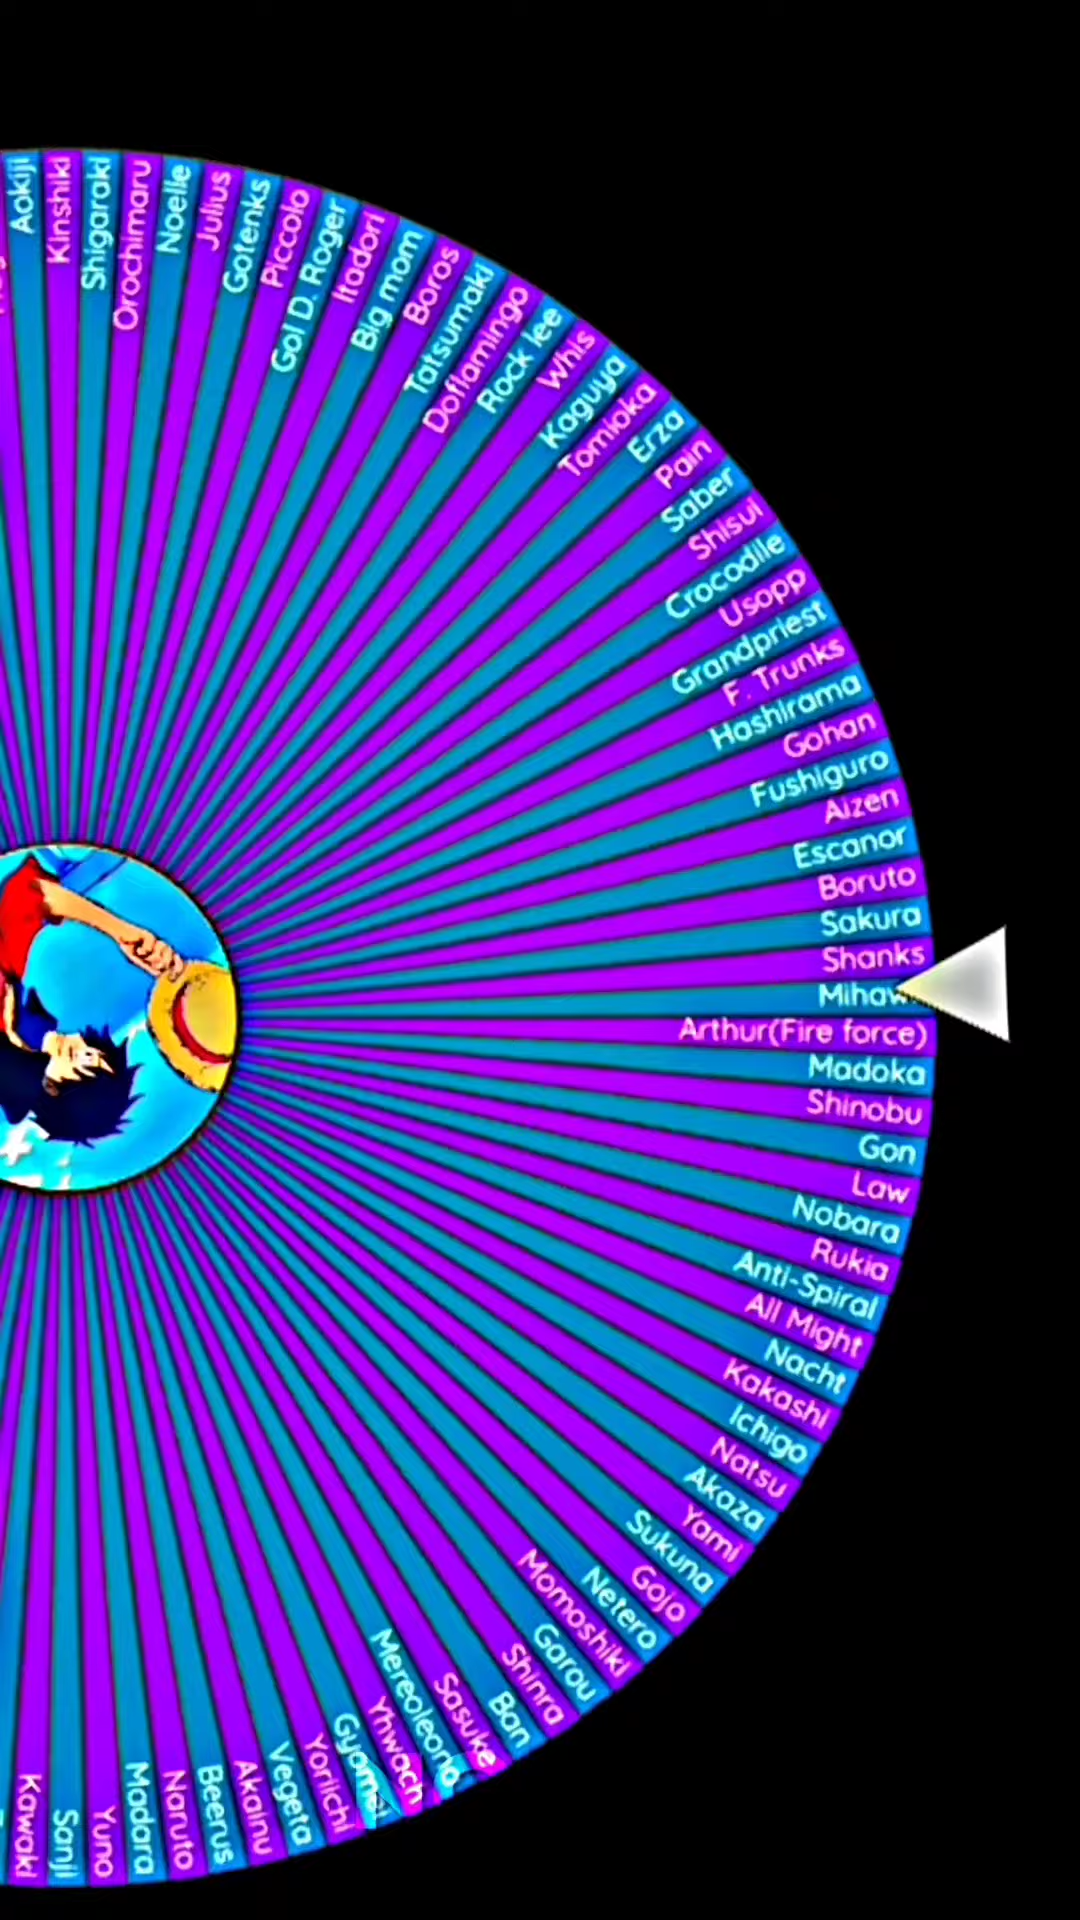 Aokiji
Kinshiki
Shigaraki
Orochimaru
Noelle
Julius
Gotenks
Piccolo
Gol D. Roger
Itadori
Big mom
Boros
Tatsumaki
Doflamingo
Rock lee
Whis
Kaguya
Tomioka
Erza
Pain
Saber
Shisui
Crocodile
Usopp
Grandpriest
F. Trunks
Hashirama
Gohan
Fushiguro
Aizen
Escanor
Boruto
Sakura
Shanks
Mihaw
Arthur(Fire force)
Madoka
Shinobu
Gon
Law
Nobara
Rukia
Anti-Spiral
All Might
Nacht
Kakashi
Ichigo
Natsu
Akaza
Yami
Sukuna
Gojo
Netero
Momoshiki
Garou
Shinra
Ban
Sasuke
Mereoleona
Yhwach
Gyomei
Yoriichi
Vegeta
Akainu
Beerus
Naruto
Madara
Yuno
Sanji
Kawaki